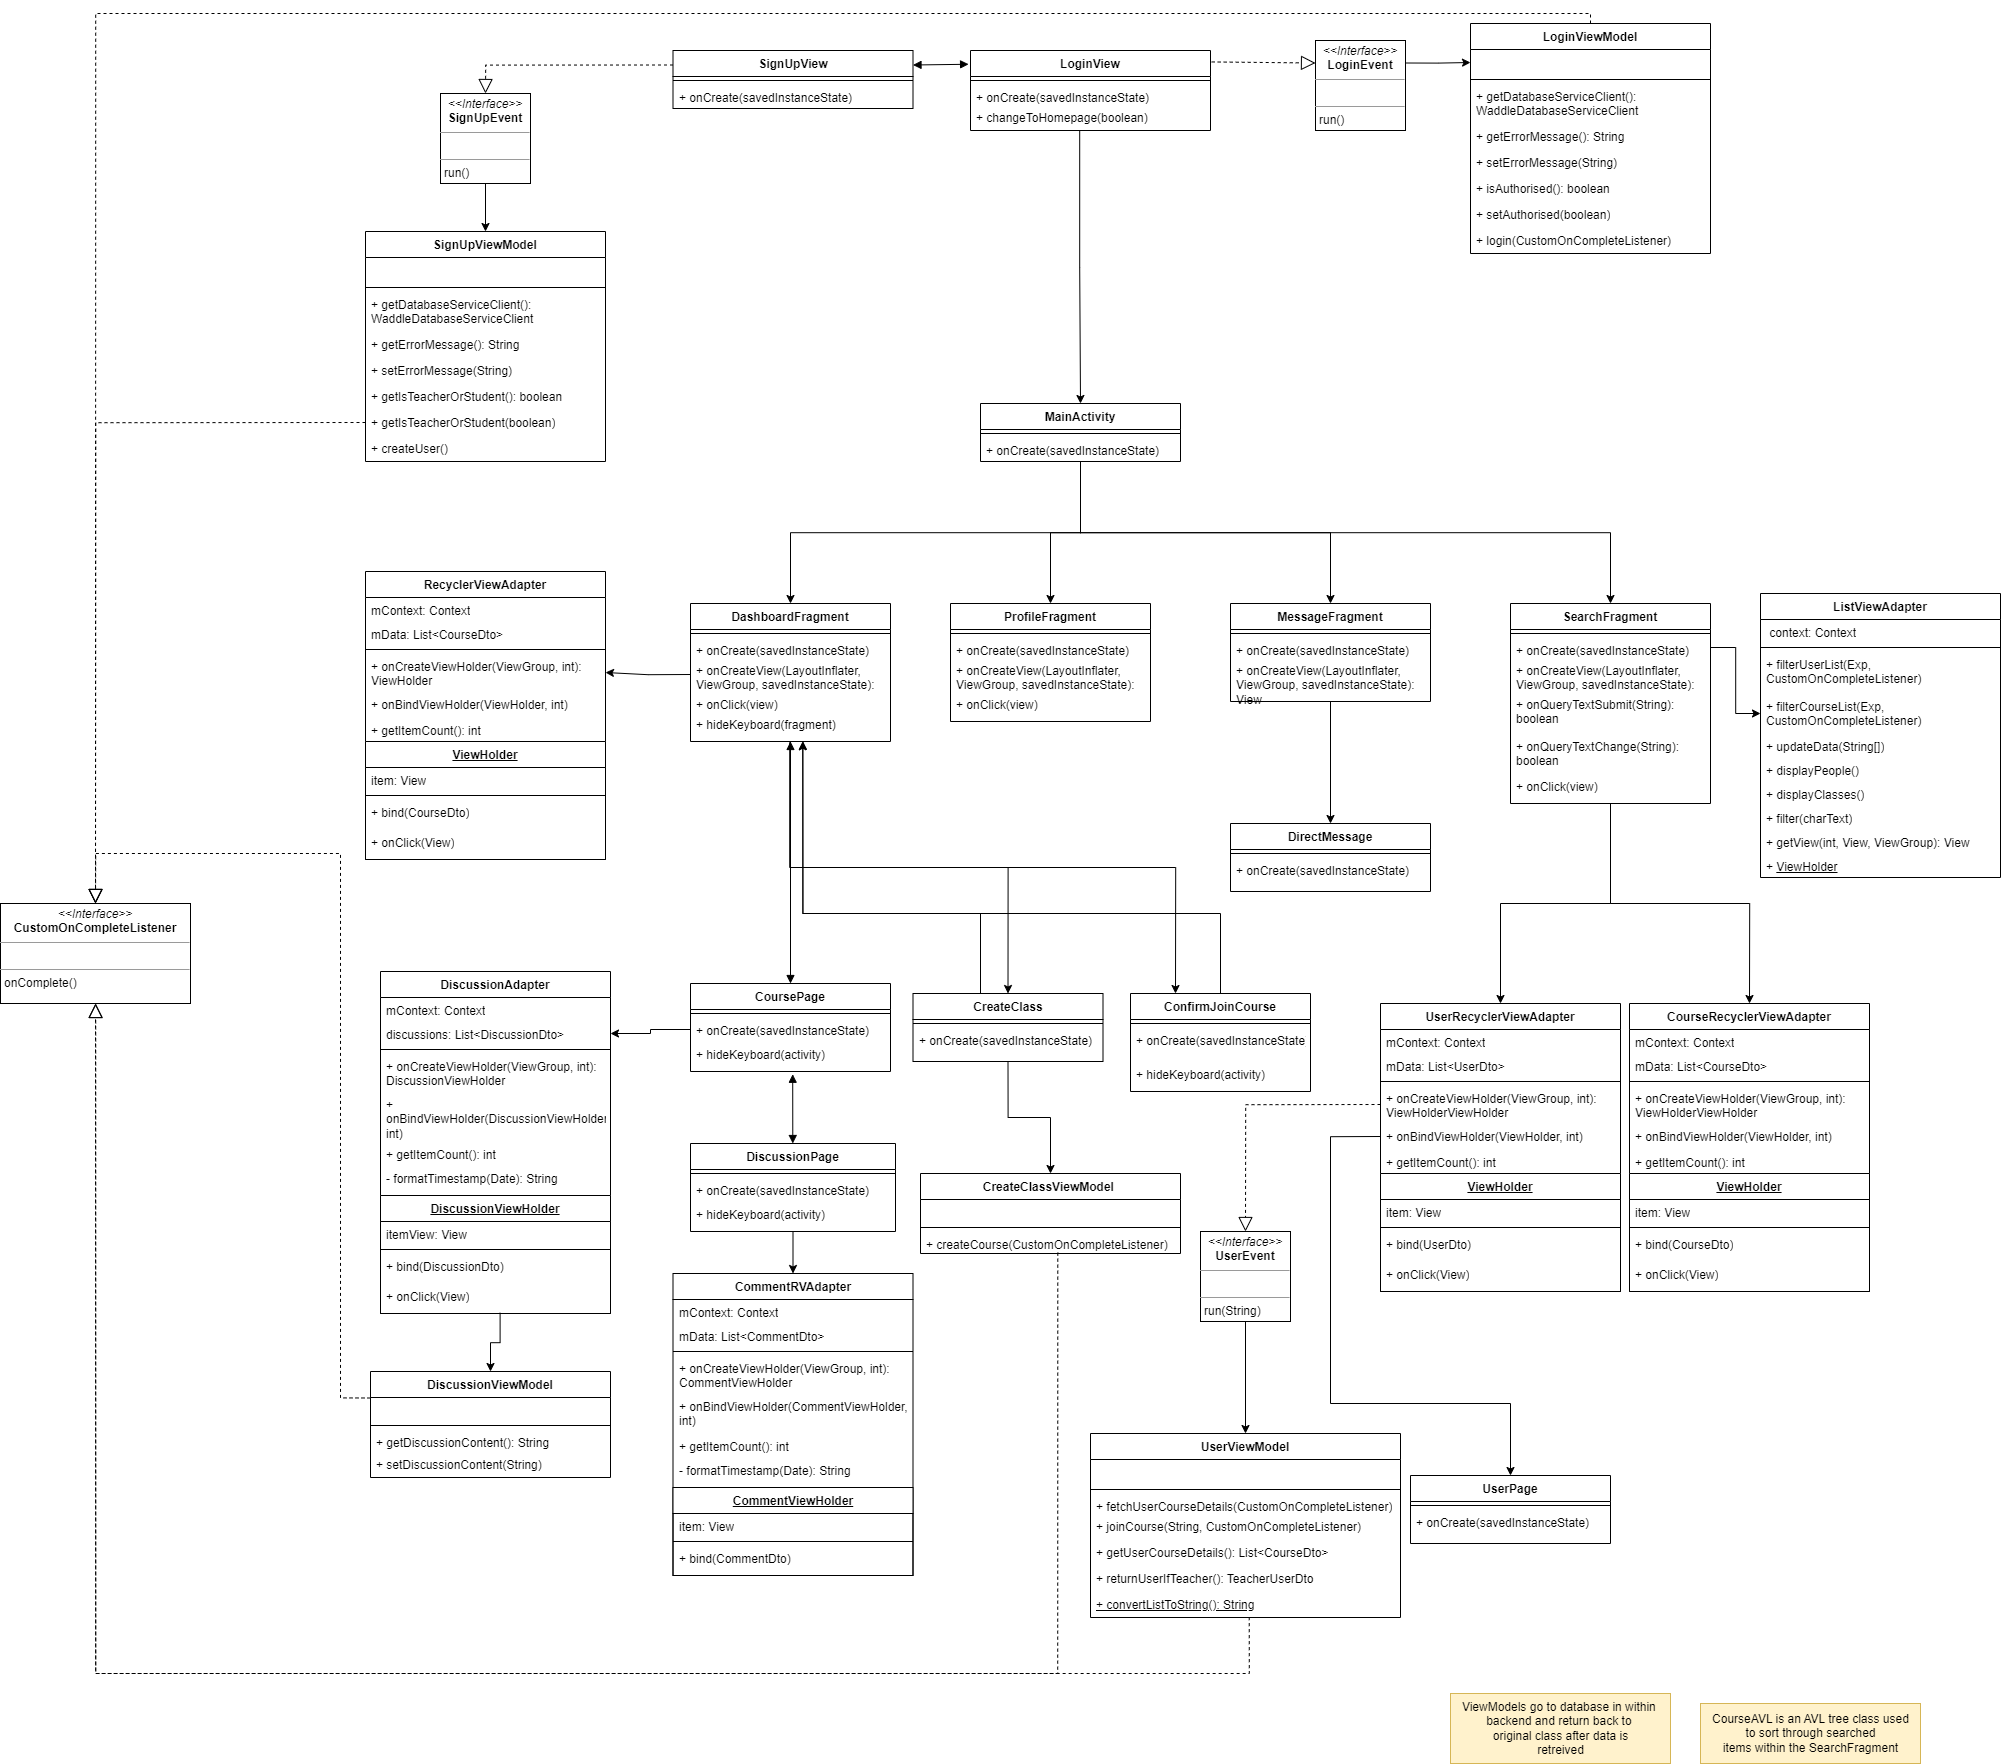 SignUpView
+ onCreate(savedInstanceState)
LoginView
+ onCreate(savedInstanceState)
+ changeToHomepage(boolean)
<<Interface>>
LoginEvent
run()
LoginViewModel
+ getDatabaseServiceClient():
WaddleDatabaseServiceClient
+ getErrorMessage(): String
+ setErrorMessage(String)
+ isAuthorised(): boolean
+ setAuthorised(boolean)
+ login(CustomOnCompleteListener)
<<Interface>>
SignUpEvent
run()
SignUpViewModel
+ getDatabaseServiceClient():
WaddleDatabaseServiceClient
+ getErrorMessage(): String
+ setErrorMessage(String)
+ getIsTeacherOrStudent(): boolean
+ getIsTeacherOrStudent(boolean)
+ createUser()
MainActivity
+ onCreate(savedInstanceState)
RecyclerViewAdapter
mContext: Context
mData: List<CourseDto>
+ onCreateViewHolder(ViewGroup, int):
ViewHolder
+ onBindViewHolder(ViewHolder, int)
+ getItemCount(): int
ViewHolder
item: View
+ bind(CourseDto)
+ onClick(View)
DashboardFragment
+ onCreate(savedInstanceState)
+ onCreateView(LayoutInflater,
ViewGroup, savedInstanceState):
+ onClick(view)
+ hideKeyboard(fragment)
ProfileFragment
+ onCreate(savedInstanceState)
+ onCreateView(LayoutInflater,
ViewGroup, savedInstanceState):
+ onClick(view)
MessageFragment
+ onCreate(savedInstanceState)
+ onCreateView(LayoutInflater,
ViewGroup, savedInstanceState):
View
SearchFragment
+ onCreate(savedInstanceState)
+ onCreateView(LayoutInflater,
ViewGroup, savedInstanceState):
+ onQueryTextSubmit(String):
boolean
+ onQueryTextChange(String):
boolean
+ onClick(view)
ListViewAdapter
context: Context
+ filterUserList(Exp,
CustomOnCompleteListener)
+ filterCourseList(Exp,
CustomOnCompleteListener)
+ updateData(String[])
+ displayPeople()
+ displayClasses()
+ filter(charText)
+ getView(int, View, ViewGroup): View
+ ViewHolder
DirectMessage
+ onCreate(savedInstanceState)
<<Interface>>
CustomOnCompleteListener
onComplete()
DiscussionAdapter
mContext: Context
discussions: List<DiscussionDto>
+ onCreateViewHolder(ViewGroup, int):
DiscussionViewHolder
+
onBindViewHolder(DiscussionViewHolder
int)
+ getItemCount(): int
- formatTimestamp(Date): String
DiscussionViewHolder
itemView: View
+ bind(DiscussionDto)
+ onClick(View)
CoursePage
+ onCreate(savedInstanceState)
+ hideKeyboard(activity)
CreateClass
+ onCreate(savedInstanceState)
ConfirmJoinCourse
+ onCreate(savedInstanceState
+ hideKeyboard(activity)
UserRecyclerViewAdapter
mContext: Context
mData: List<UserDto>
+ onCreateViewHolder(ViewGroup, int):
ViewHolderViewHolder
+ onBindViewHolder(ViewHolder, int)
+ getItemCount(): int
ViewHolder
item: View
+ bind(UserDto)
+ onClick(View)
CourseRecyclerViewAdapter
mContext: Context
mData: List<CourseDto>
+ onCreateViewHolder(ViewGroup, int):
ViewHolderViewHolder
+ onBindViewHolder(ViewHolder, int)
+ getItemCount(): int
ViewHolder
item: View
+ bind(CourseDto)
+ onClick(View)
DiscussionPage
+ onCreate(savedInstanceState)
+ hideKeyboard(activity)
CreateClassViewModel
+ createCourse(CustomOnCompleteListener)
<<Interface>>
UserEvent
run(String)
CommentRVAdapter
mContext: Context
mData: List<CommentDto>
+ onCreateViewHolder(ViewGroup, int):
CommentViewHolder
+ onBindViewHolder(CommentViewHolder,
int)
+ getItemCount(): int
- formatTimestamp(Date): String
CommentViewHolder
item: View
+ bind(CommentDto)
DiscussionViewModel
+ getDiscussionContent(): String
+ setDiscussionContent(String)
UserViewModel
+ fetchUserCourseDetails(CustomOnCompleteListener)
+ joinCourse(String, CustomOnCompleteListener)
+ getUserCourseDetails(): List<CourseDto>
+ returnUserIfTeacher(): TeacherUserDto
+ convertListToString(): String
UserPage
+ onCreate(savedInstanceState)
ViewModels go to database in within
backend and return back to
original class after data is
retreived
CourseAVL is an AVL tree class used
to sort through searched
items within the SearchFragment